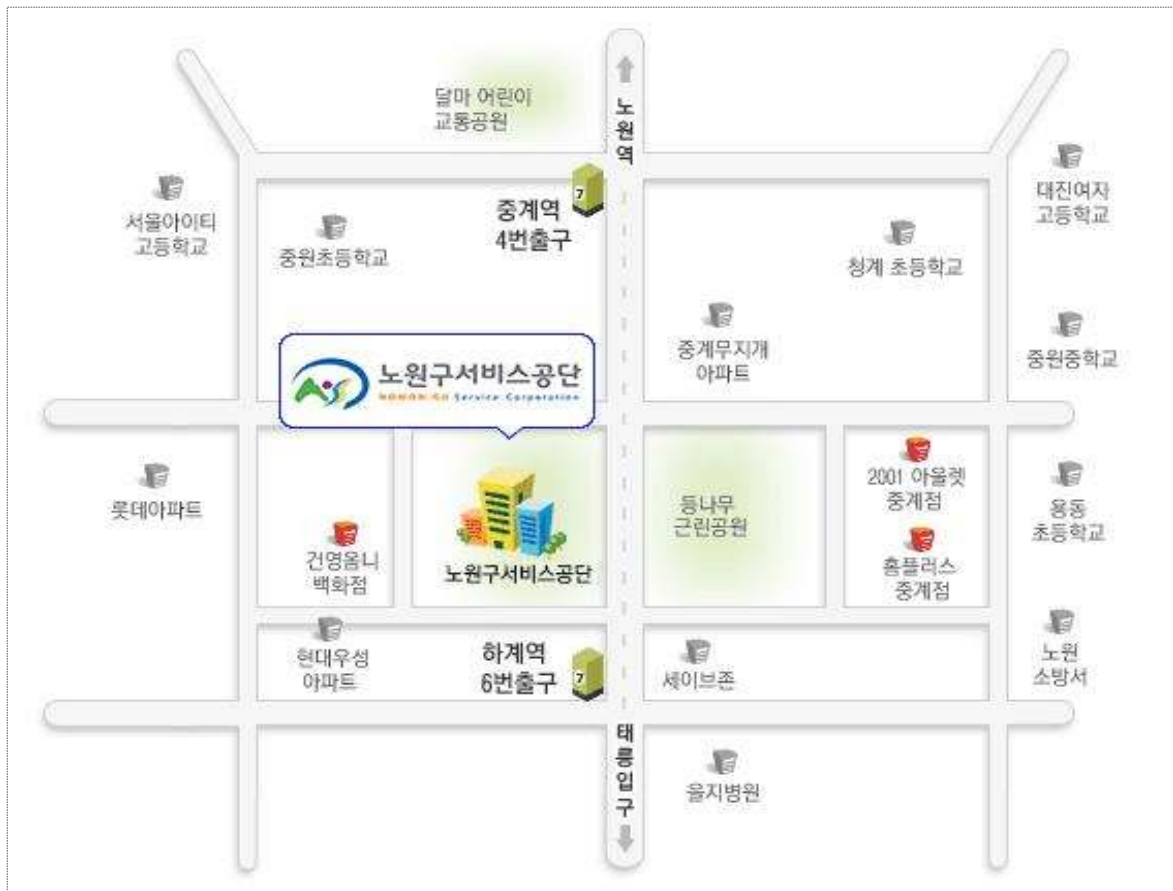 달마 어린이
교통공원
노원역
7
중계역
4번출구
서울아이티
고등학교
중원초등학교
대진여자
고등학교
청계 초등학교
중계무지개
아파트
중원중학교
노원구서비스공단
NOWON-GU Service Corporation
롯데아파트
건영옴니
백화점
노원구서비스공단
등나무
근린공원
2001 아울렛
중계점
홈플러스
중계점
용동
초등학교
현대우성
아파트
하계역
6번출구
7
세이브존
노원
소방서
태릉입구
을지병원